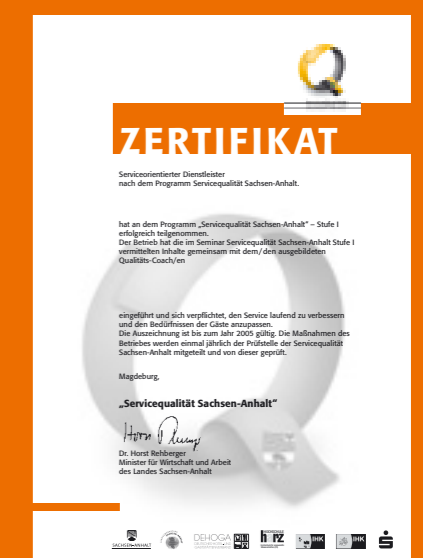 ZERTIFIKAT
Serviceorientierter Dienstleister
nach dem Programm Servicequalität Sachsen-Anhalt.
hat an dem Programm „Servicequalität Sachsen-Anhalt“ – Stufe I
erfolgreich teilgenommen.
Der Betrieb hat die im Seminar Servicequalität Sachsen-Anhalt Stufe I
vermittelten Inhalte gemeinsam mit dem/den ausgebildeten
Qualitäts-Coach/en
eingeführt und sich verpflichtet, den Service laufend zu verbessern
und den Bedürfnissen der Gäste anzupassen.
Die Auszeichnung ist bis zum Jahr 2005 gültig. Die Maßnahmen des
Betriebes werden einmal jährlich der Prüfstelle der Servicequalität
Sachsen-Anhalt mitgeteilt und von dieser geprüft.
Magdeburg,
„Servicequalität Sachsen-Anhalt“
Dr. Horst Rehberger
Minister für Wirtschaft und Arbeit
des Landes Sachsen-Anhalt
SACHSEN-ANHALT DEHOGA IHK IHK